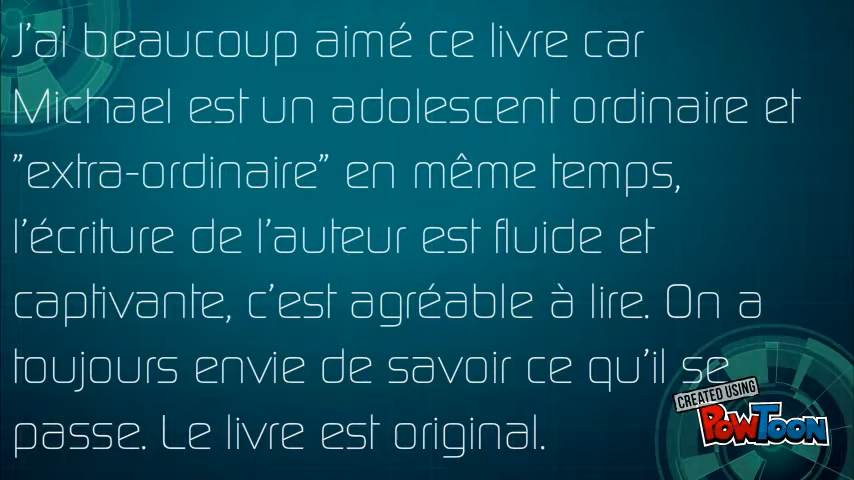 J'ai beaucoup aimé ce livre car
Michael est un adolescent ordinaire et
"extra-ordinaire" en même temps,
l'écriture de l'auteur est fluide et
captivante, c'est agréable à lire. On a
toujours envie de savoir ce qu'il se
passe. Le livre est original.
CREATED USING
POWTOON